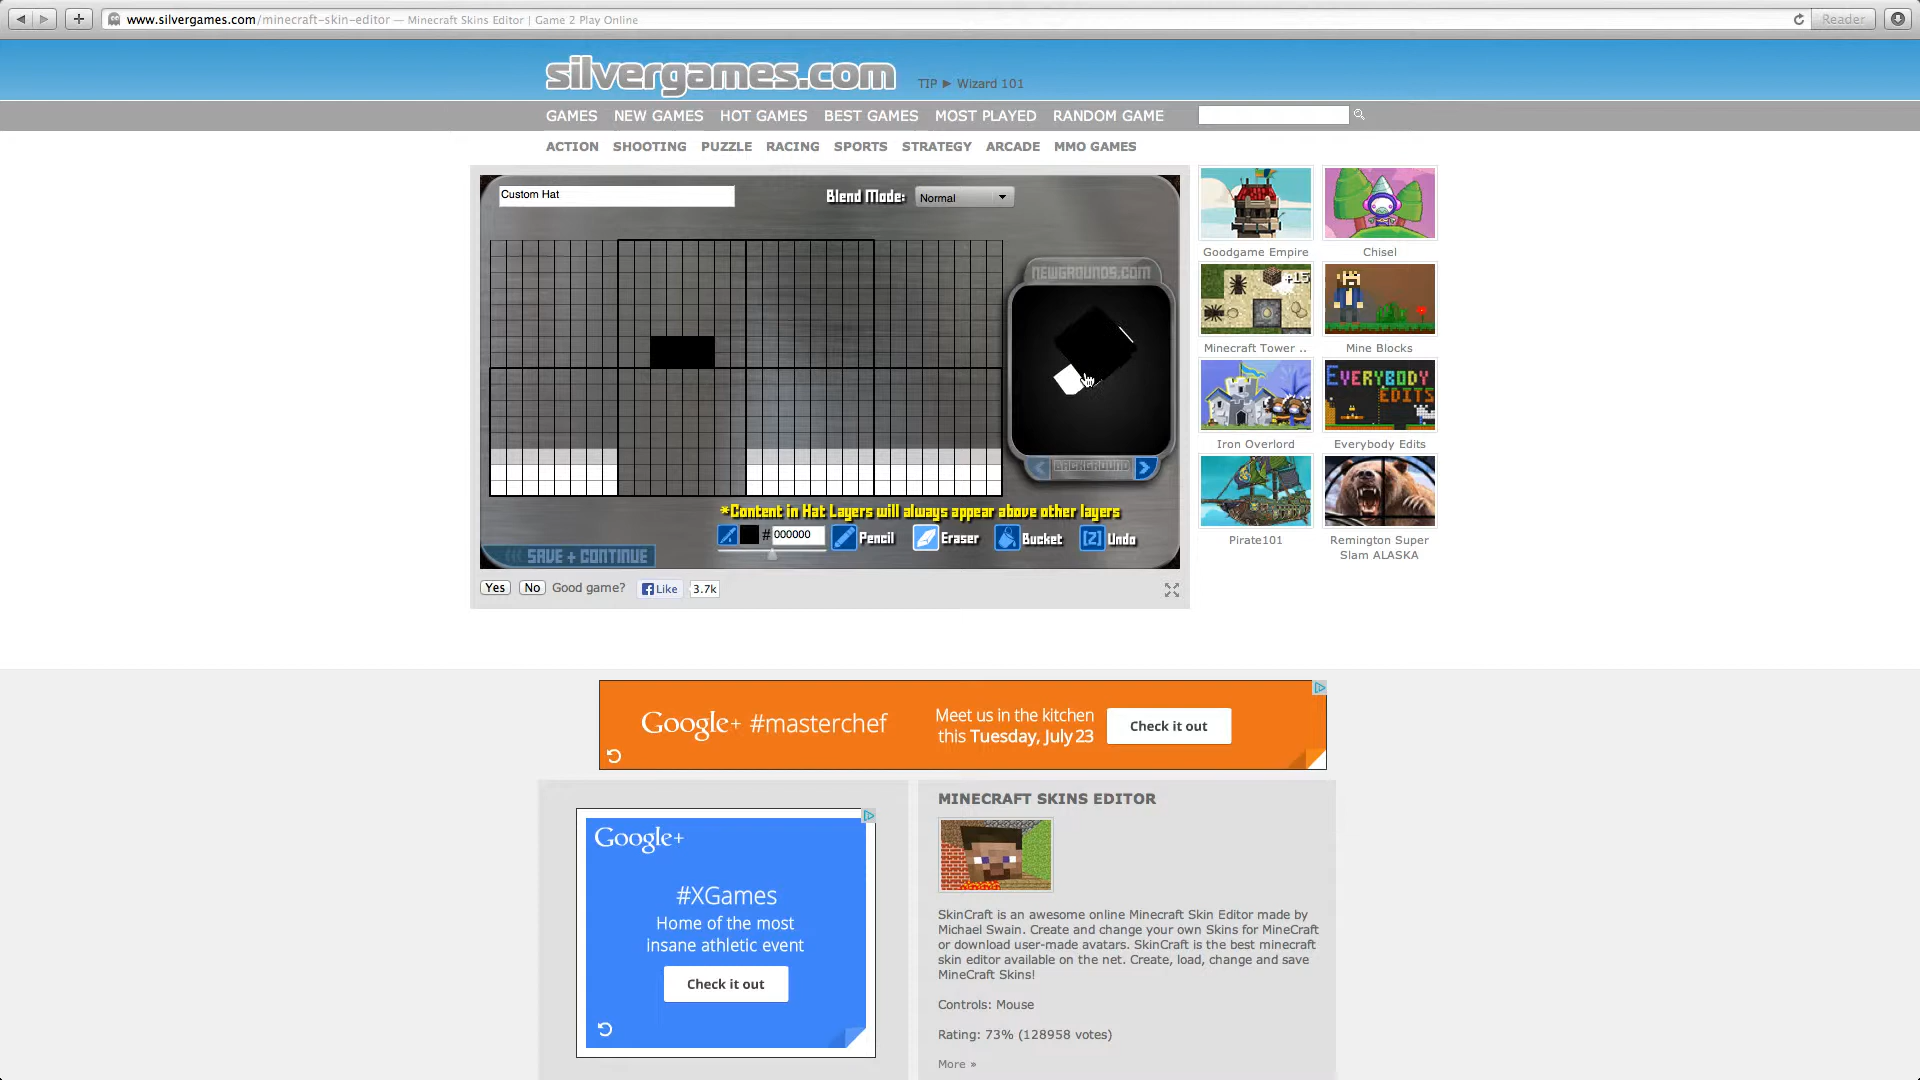 www.silvergames.com/minecraft-skin-editor — Minecraft Skins Editor | Game 2 Play Online
Reader
silvergames.com
TIP ► Wizard 101
GAMES NEW GAMES HOT GAMES BEST GAMES MOST PLAYED RANDOM GAME
ACTION SHOOTING PUZZLE RACING SPORTS STRATEGY ARCADE MMO GAMES
Custom Hat
Blend Mode: Normal
NEWGROUNDS.COM
BACKGROUND
*Content in Hat Layers will always appear above other layers
# 000000 Pencil Eraser Bucket [Z] Undo
SAVE + CONTINUE
Yes No Good game? Like 3.7k
Goodgame Empire
Chisel
+15
Minecraft Tower ..
Mine Blocks
Iron Overlord
EVERYBODY
EDITS
Everybody Edits
Pirate101
Remington Super
Slam ALASKA
Google+ #masterchef
Meet us in the kitchen
this Tuesday, July 23
Check it out
Google+
#XGames
Home of the most
insane athletic event
Check it out
MINECRAFT SKINS EDITOR
SkinCraft is an awesome online Minecraft Skin Editor made by
Michael Swain. Create and change your own Skins for MineCraft
or download user-made avatars. SkinCraft is the best minecraft
skin editor available on the net. Create, load, change and save
MineCraft Skins!
Controls: Mouse
Rating: 73% (128958 votes)
More »